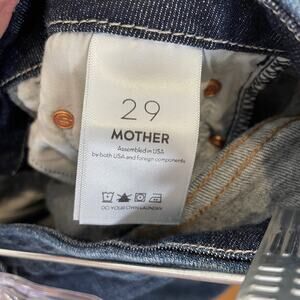 29
MOTHER
Assembled in USA
by both USA and foreign components
DO YOUR OWN LAUNDRY